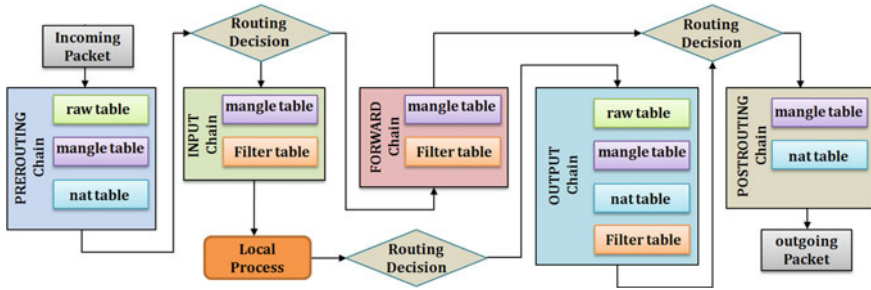 Incoming
Packet
PREROUTING
Chain
raw table
mangle table
nat table
Routing
Decision
INPUT
Chain
mangle table
Filter table
Local
Process
Routing
Decision
FORWARD
Chain
mangle table
Filter table
OUTPUT
Chain
raw table
mangle table
nat table
Filter table
Routing
Decision
POSTROUTING
Chain
mangle table
nat table
outgoing
Packet